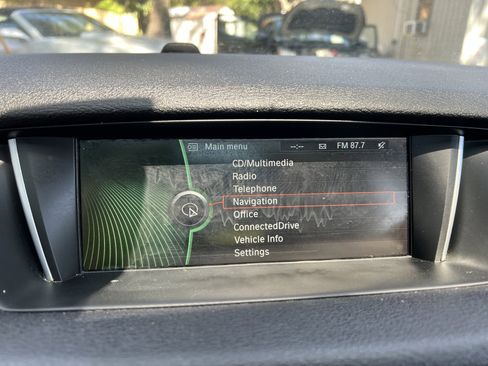 Main menu --:-- FM 87.7
CD/Multimedia
Radio
Telephone
Navigation
Office
ConnectedDrive
Vehicle Info
Settings